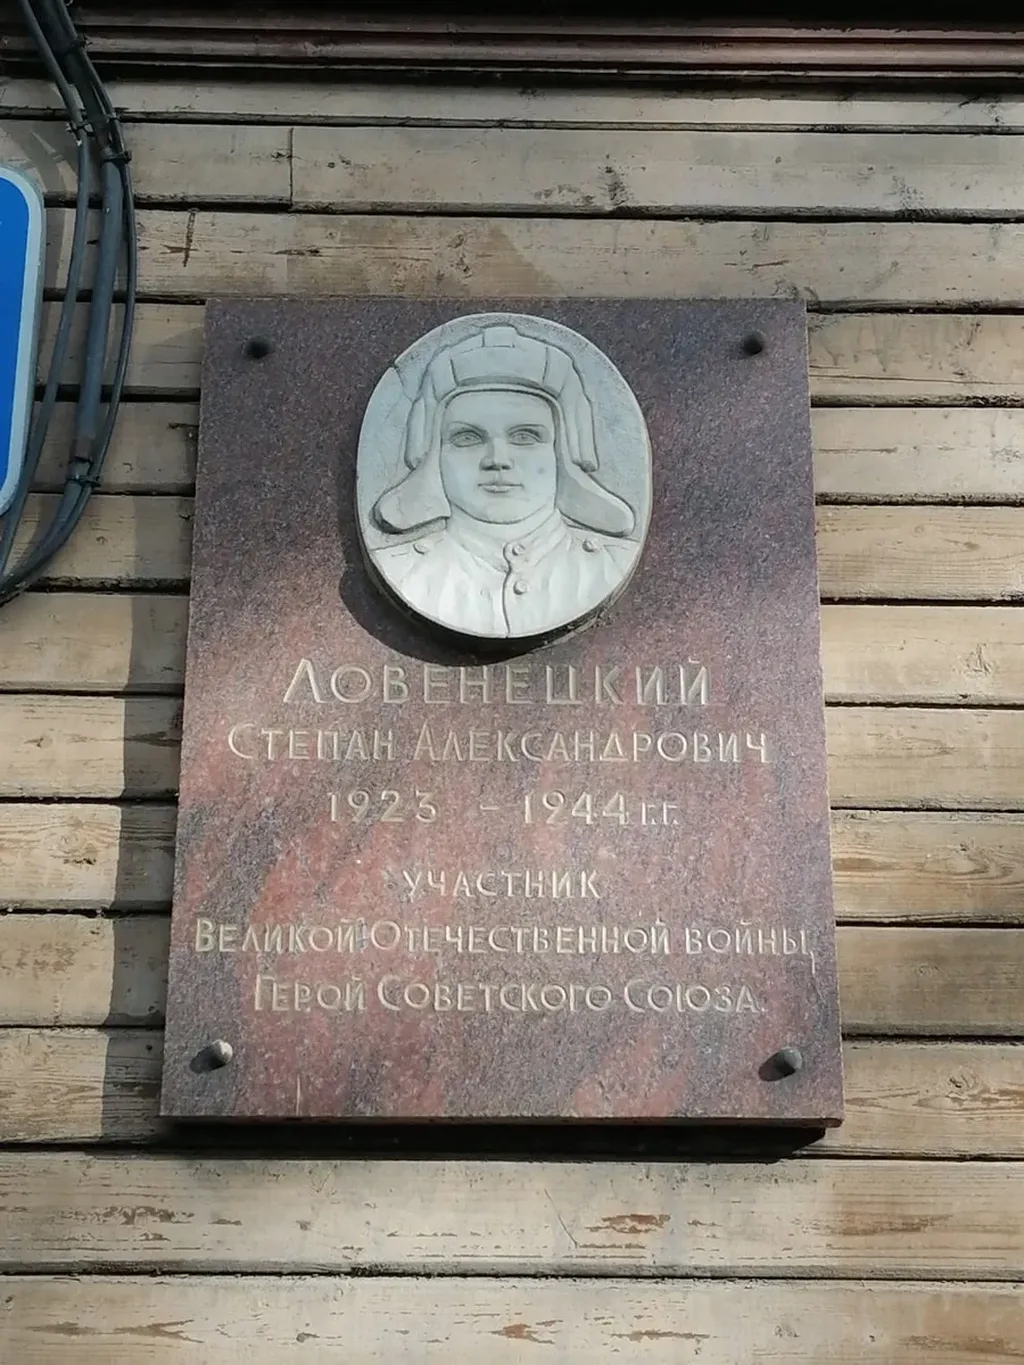 Ловенецкий
Степан Александрович
1923 - 1944 г.г.
участник
Великой Отечественной войны,
Герой Советского Союза.